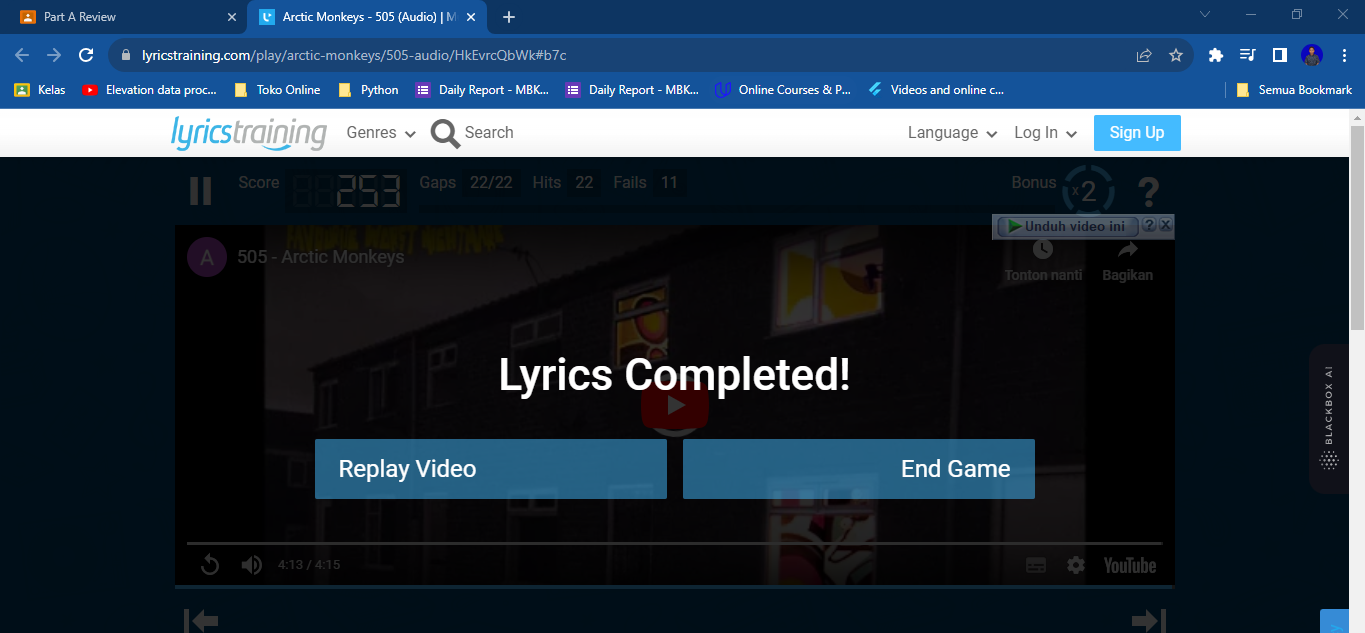 Part A Review
Arctic Monkeys - 505 (Audio) | M
lyricstraining.com/play/arctic-monkeys/505-audio/HkEvrcQbWk#b7c
Kelas
Elevation data proc...
Toko Online
Python
Daily Report - MBK...
Daily Report - MBK...
Online Courses & P...
Videos and online c...
Semua Bookmark
lyricstraining
Genres
Search
Language
Log In
Sign Up
Score 253 Gaps 22/22 Hits 22 Fails 11
Bonus x2 ?
Unduh video ini ? X
A
505 - Arctic Monkeys
Tonton nanti
Bagikan
Lyrics Completed!
Replay Video
End Game
4:13 / 4:15
YouTube
BLACKBOX AI